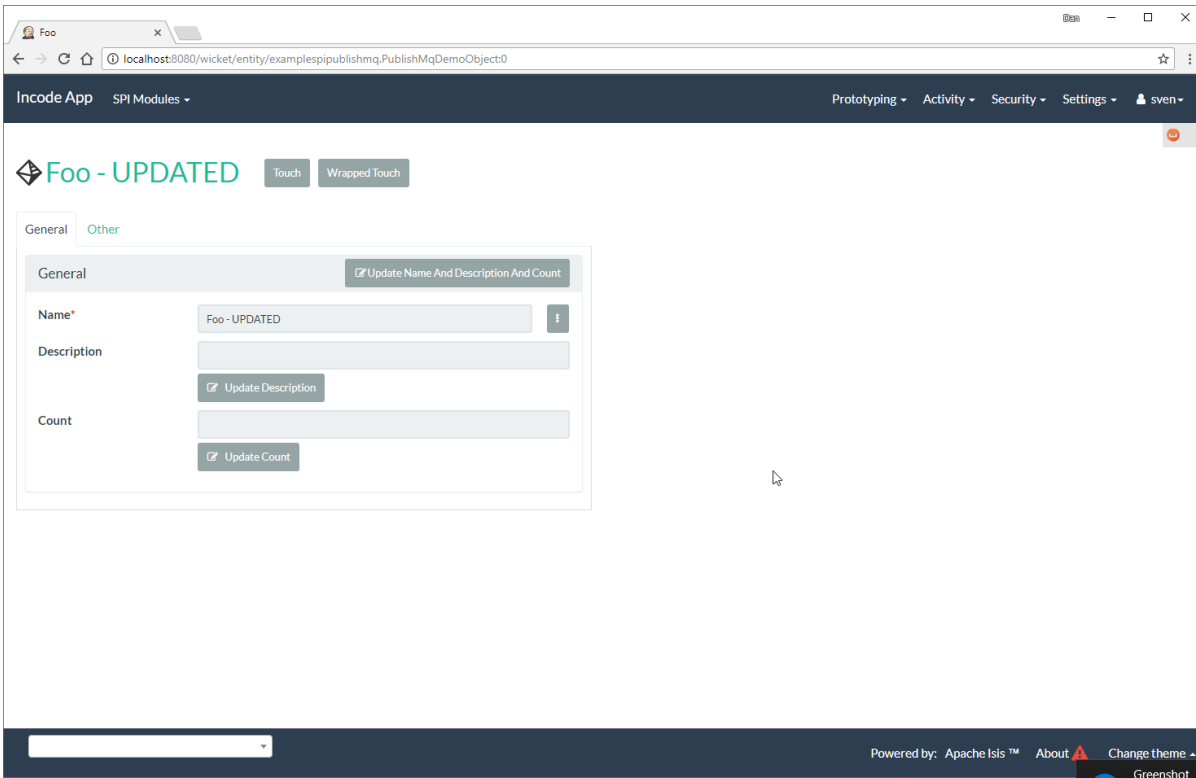 Foo
Dan
localhost:8080/wicket/entity/examplespipublishmq.PublishMqDemoObject:0
Incode App SPI Modules Prototyping Activity Security Settings sven
Foo - UPDATED Touch Wrapped Touch
General Other
General Update Name And Description And Count
Name* Foo - UPDATED
Description
Update Description
Count
Update Count
Powered by: Apache Isis ™ About Change theme
Greenshot